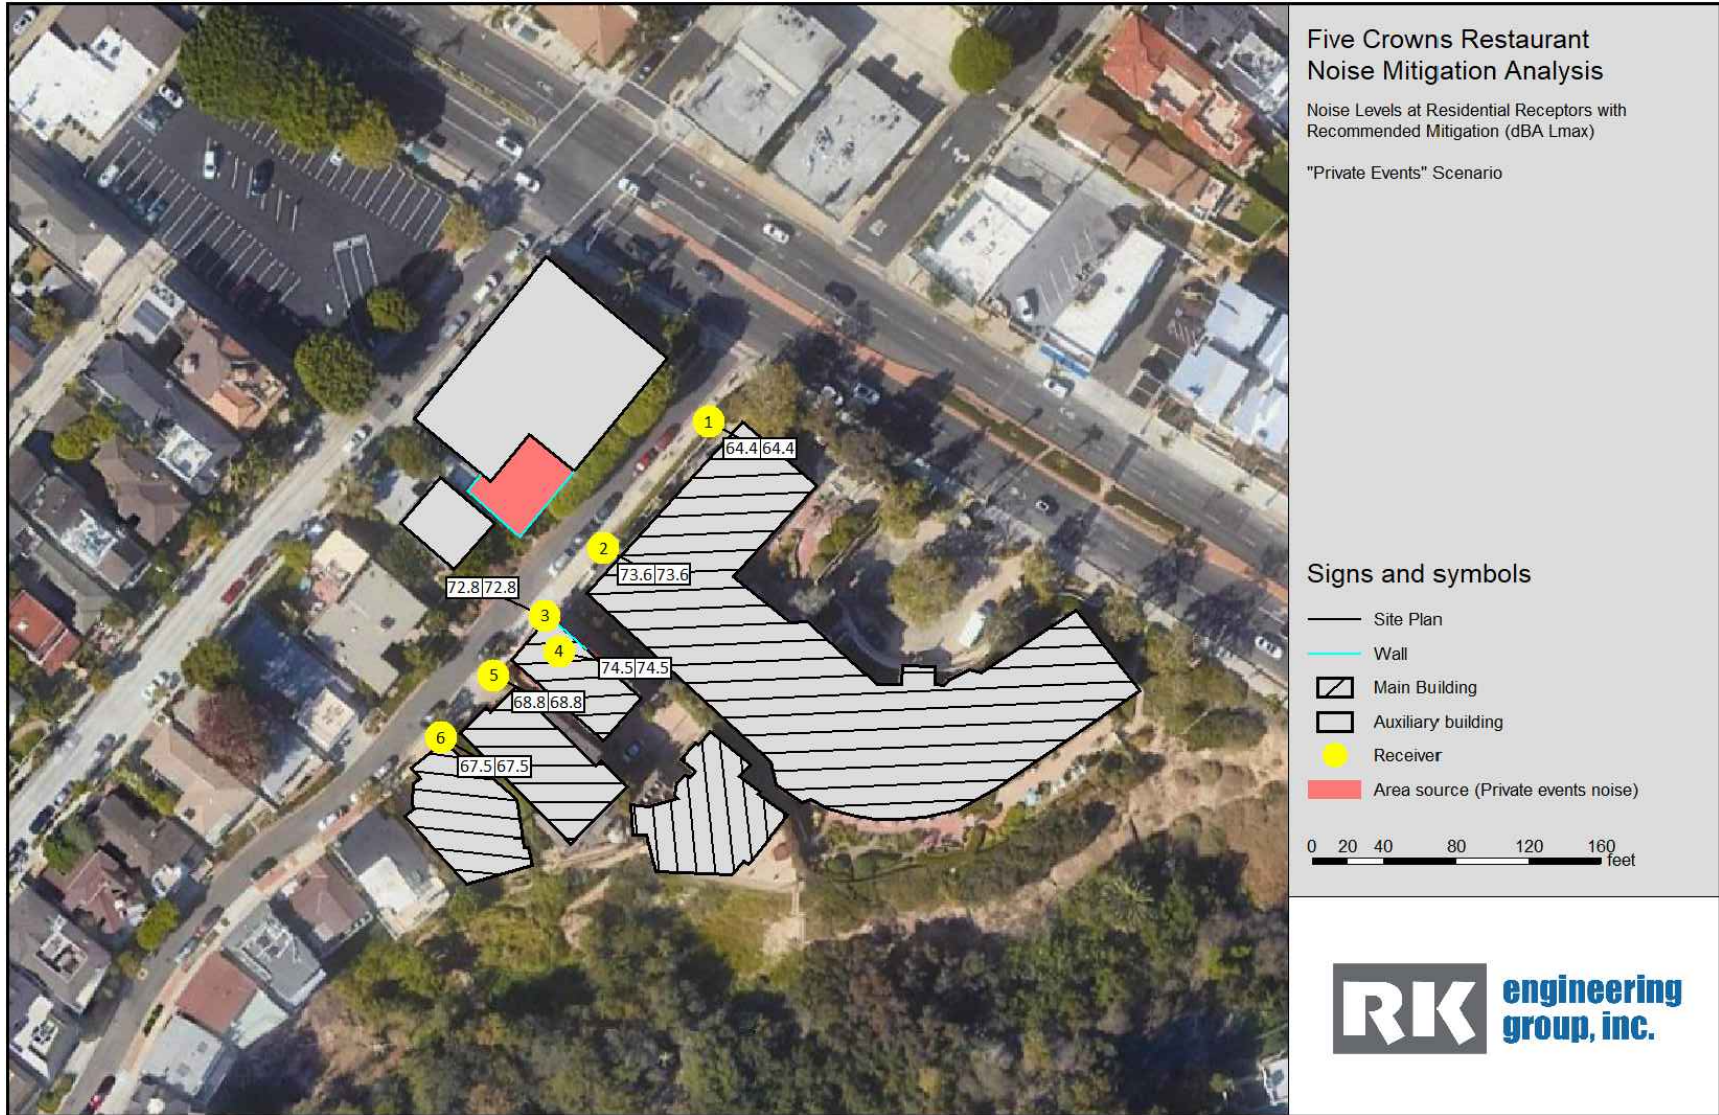 Five Crowns Restaurant
Noise Mitigation Analysis
Noise Levels at Residential Receptors with
Recommended Mitigation (dBA Lmax)
"Private Events" Scenario
1
64.4 64.4
2
73.6 73.6
72.8 72.8
3
4
74.5 74.5
5
68.8 68.8
6
67.5 67.5
Signs and symbols
Site Plan
Wall
Main Building
Auxiliary building
Receiver
Area source (Private events noise)
0 20 40 80 120 160
feet
RK engineering
group, inc.